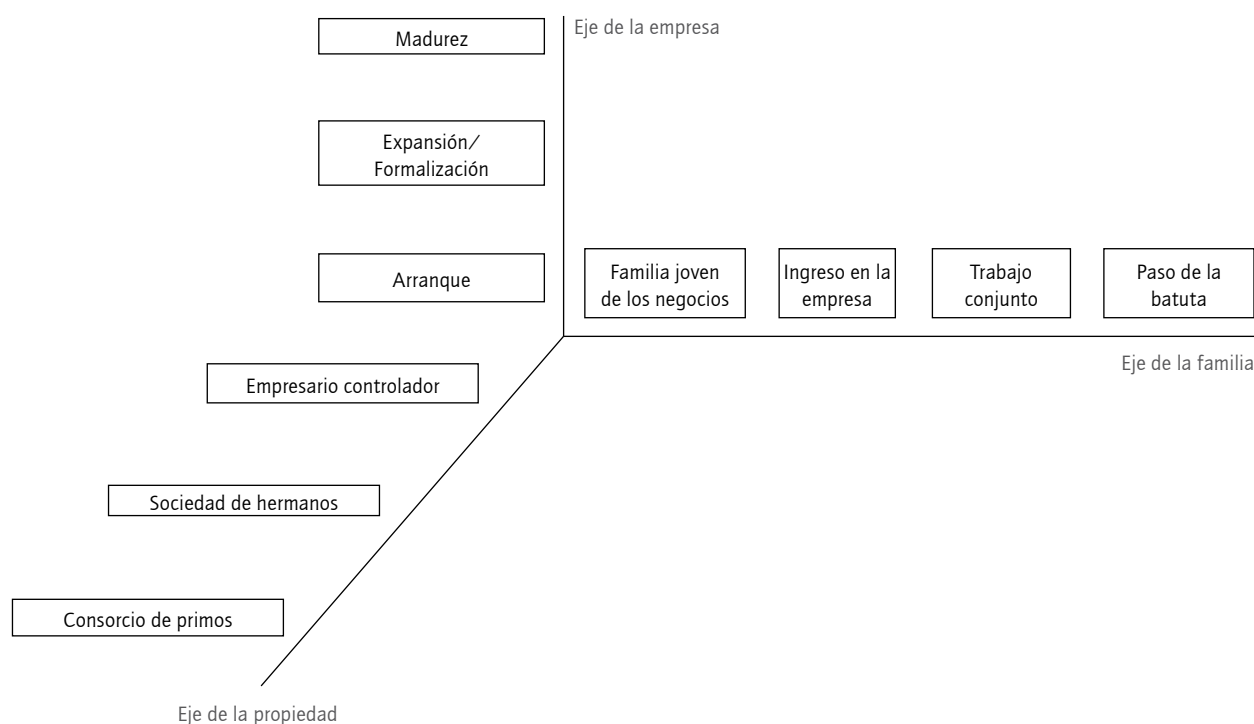 Eje de la empresa
Madurez
Expansión/
Formalización
Arranque
Familia joven
de los negocios
Ingreso en la
empresa
Trabajo
conjunto
Paso de la
batuta
Eje de la familia
Empresario controlador
Sociedad de hermanos
Consorcio de primos
Eje de la propiedad